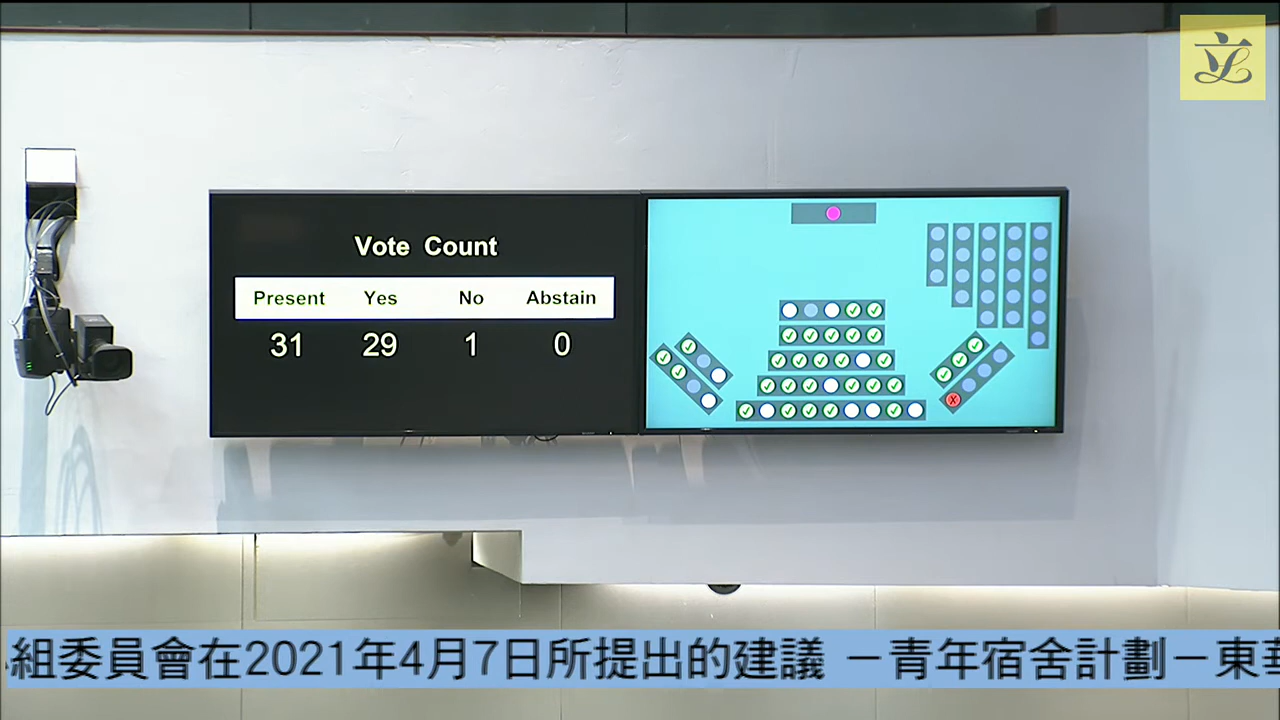 Vote Count
Present Yes No Abstain
31 29 1 0
組委員會在2021年4月7日所提出的建議 －青年宿舍計劃－東